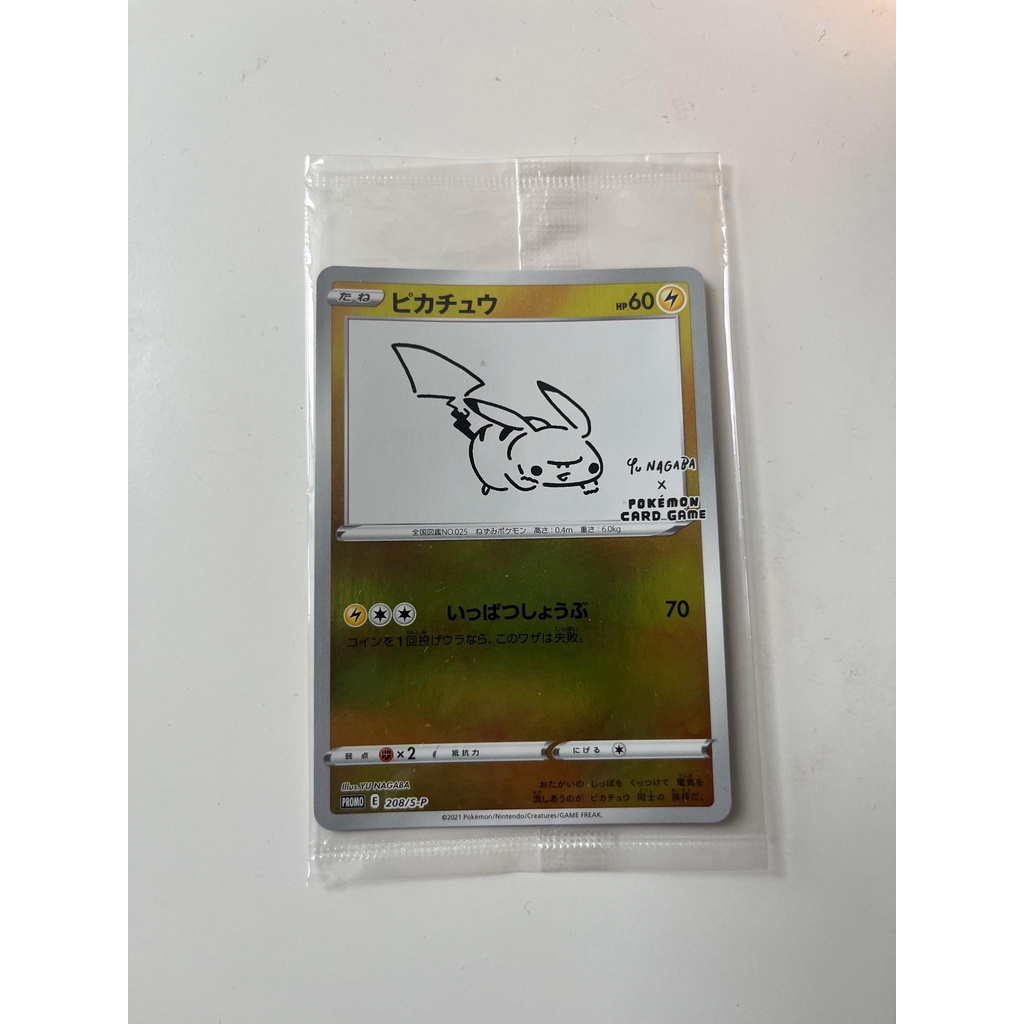 たね ピカチュウ HP60
Yu NAGABA
×
POKÉMON
CARD GAME
全国図鑑NO.025 ねずみポケモン 高さ:0.4m 重さ:6.0kg
いっぱつしょうぶ 70
コインを1回投げウラなら、このワザは失敗。
弱点 ×2 抵抗力 にげる
Illus.YU NAGABA
PROMO E 208/S-P
おたがいの しっぽを くっつけて 電気を
流しあうのが ピカチュウ 同士の 挨拶だ。
©2021 Pokémon/Nintendo/Creatures/GAME FREAK.